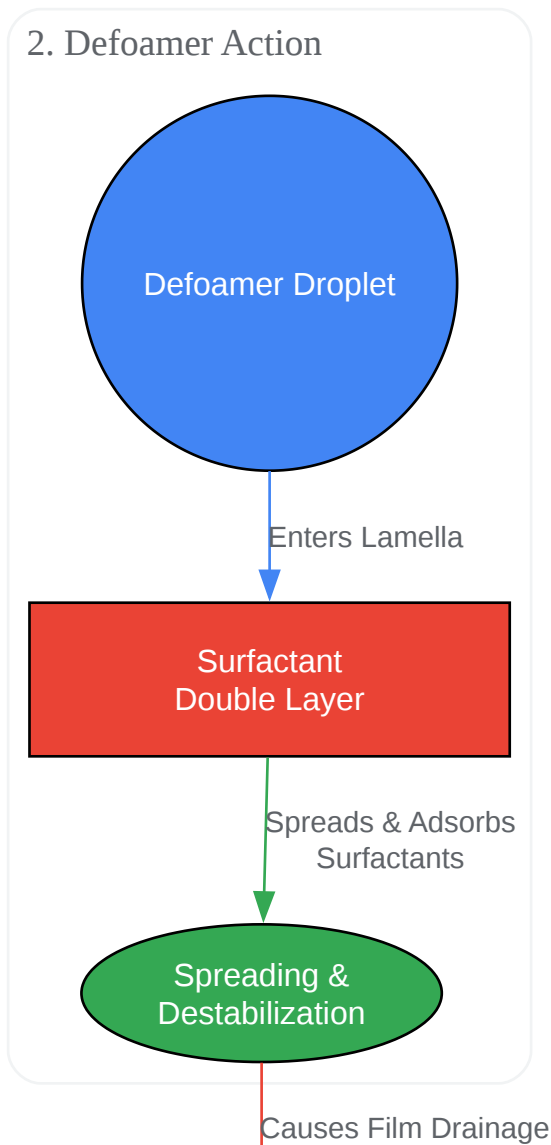 2. Defoamer Action
Defoamer Droplet
Enters Lamella
Surfactant
Double Layer
Spreads & Adsorbs
Surfactants
Spreading &
Destabilization
Causes Film Drainage